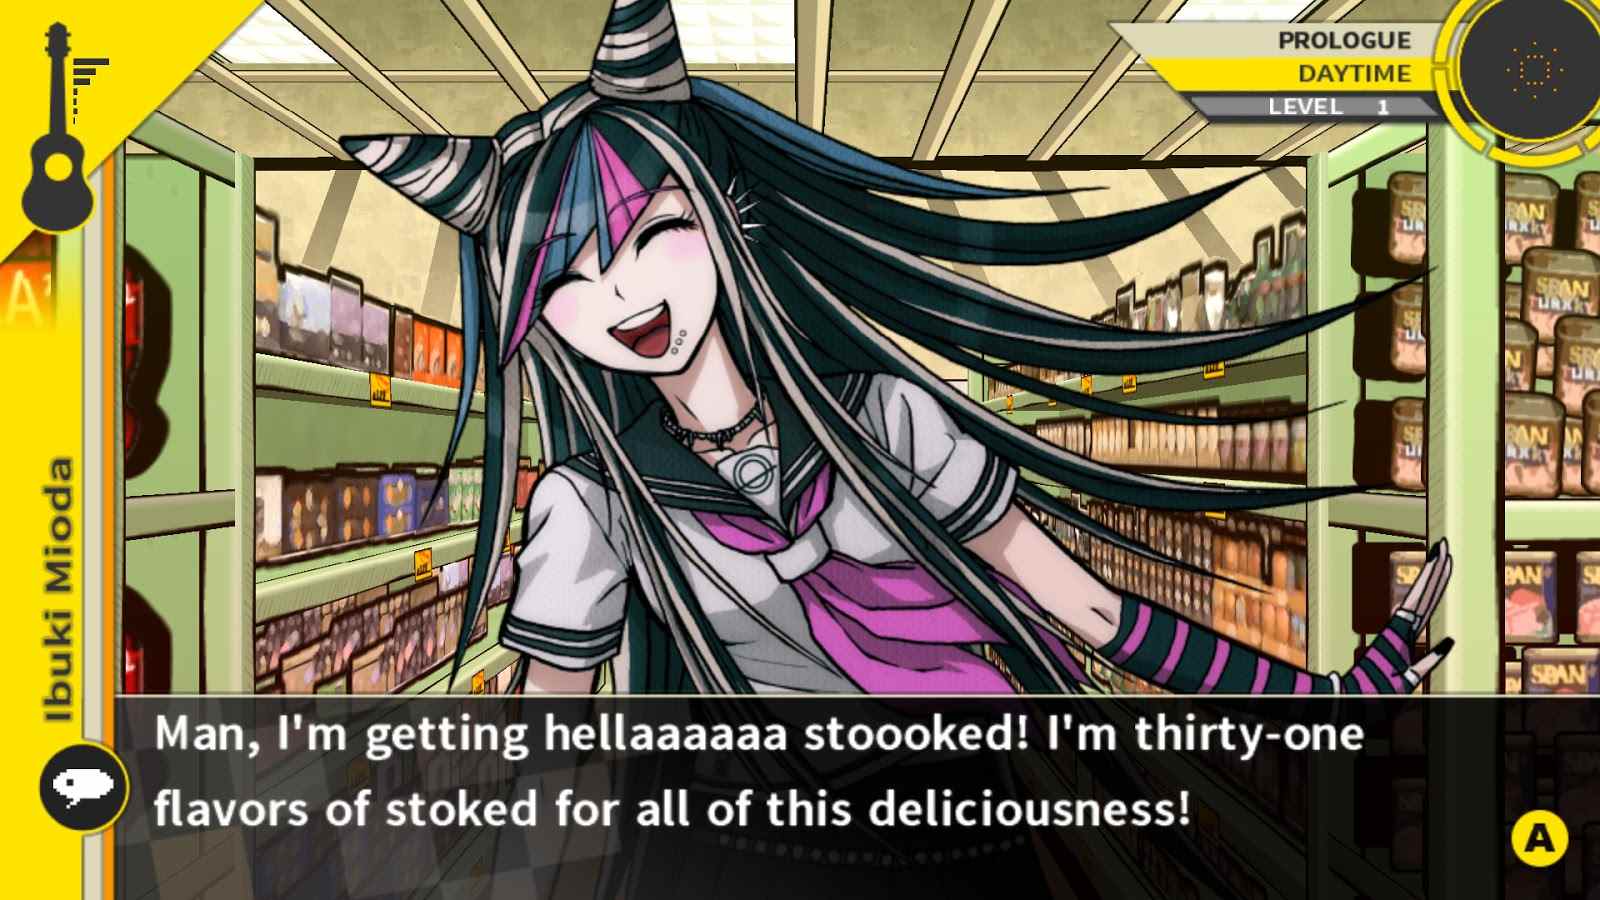 PROLOGUE
DAYTIME
LEVEL 1
Ibuki Mioda
Man, I'm getting hellaaaaaa stoooked! I'm thirty-one
flavors of stoked for all of this deliciousness!
A
SPAN